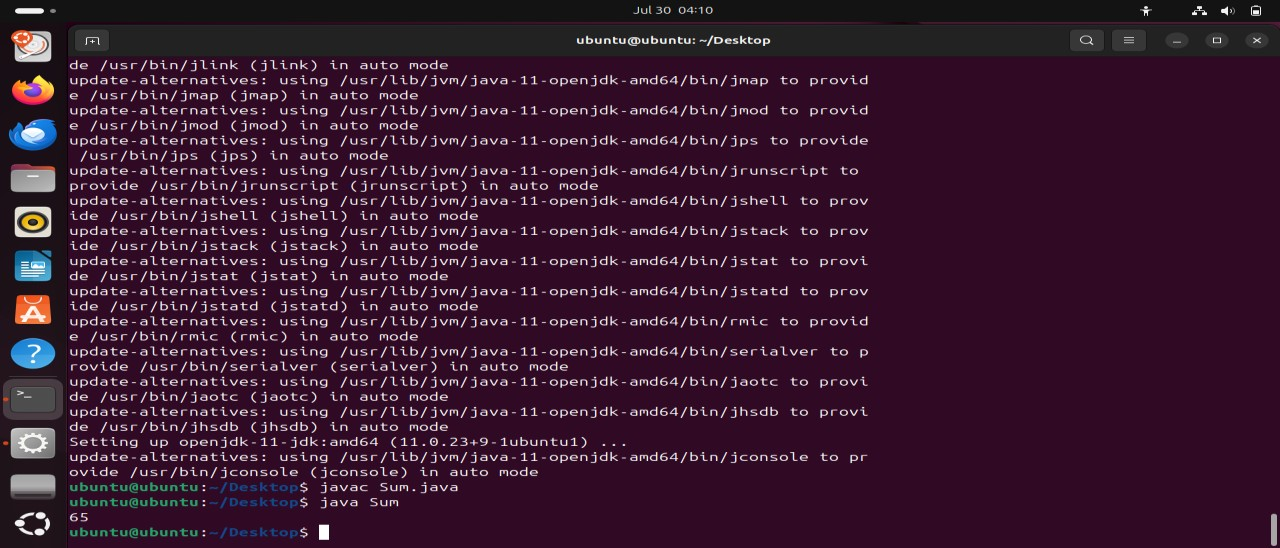 Jul 30 04:10
ubuntu@ubuntu: ~/Desktop
de /usr/bin/jlink (jlink) in auto mode
update-alternatives: using /usr/lib/jvm/java-11-openjdk-amd64/bin/jmap to provid
e /usr/bin/jmap (jmap) in auto mode
update-alternatives: using /usr/lib/jvm/java-11-openjdk-amd64/bin/jmod to provid
e /usr/bin/jmod (jmod) in auto mode
update-alternatives: using /usr/lib/jvm/java-11-openjdk-amd64/bin/jps to provide
 /usr/bin/jps (jps) in auto mode
update-alternatives: using /usr/lib/jvm/java-11-openjdk-amd64/bin/jrunscript to
provide /usr/bin/jrunscript (jrunscript) in auto mode
update-alternatives: using /usr/lib/jvm/java-11-openjdk-amd64/bin/jshell to prov
ide /usr/bin/jshell (jshell) in auto mode
update-alternatives: using /usr/lib/jvm/java-11-openjdk-amd64/bin/jstack to prov
ide /usr/bin/jstack (jstack) in auto mode
update-alternatives: using /usr/lib/jvm/java-11-openjdk-amd64/bin/jstat to provi
de /usr/bin/jstat (jstat) in auto mode
update-alternatives: using /usr/lib/jvm/java-11-openjdk-amd64/bin/jstatd to prov
ide /usr/bin/jstatd (jstatd) in auto mode
update-alternatives: using /usr/lib/jvm/java-11-openjdk-amd64/bin/rmic to provid
e /usr/bin/rmic (rmic) in auto mode
update-alternatives: using /usr/lib/jvm/java-11-openjdk-amd64/bin/serialver to p
rovide /usr/bin/serialver (serialver) in auto mode
update-alternatives: using /usr/lib/jvm/java-11-openjdk-amd64/bin/jaotc to provi
de /usr/bin/jaotc (jaotc) in auto mode
update-alternatives: using /usr/lib/jvm/java-11-openjdk-amd64/bin/jhsdb to provi
de /usr/bin/jhsdb (jhsdb) in auto mode
Setting up openjdk-11-jdk:amd64 (11.0.23+9-1ubuntu1) ...
update-alternatives: using /usr/lib/jvm/java-11-openjdk-amd64/bin/jconsole to pr
ovide /usr/bin/jconsole (jconsole) in auto mode
ubuntu@ubuntu:~/Desktop$ javac Sum.java
ubuntu@ubuntu:~/Desktop$ java Sum
65
ubuntu@ubuntu:~/Desktop$